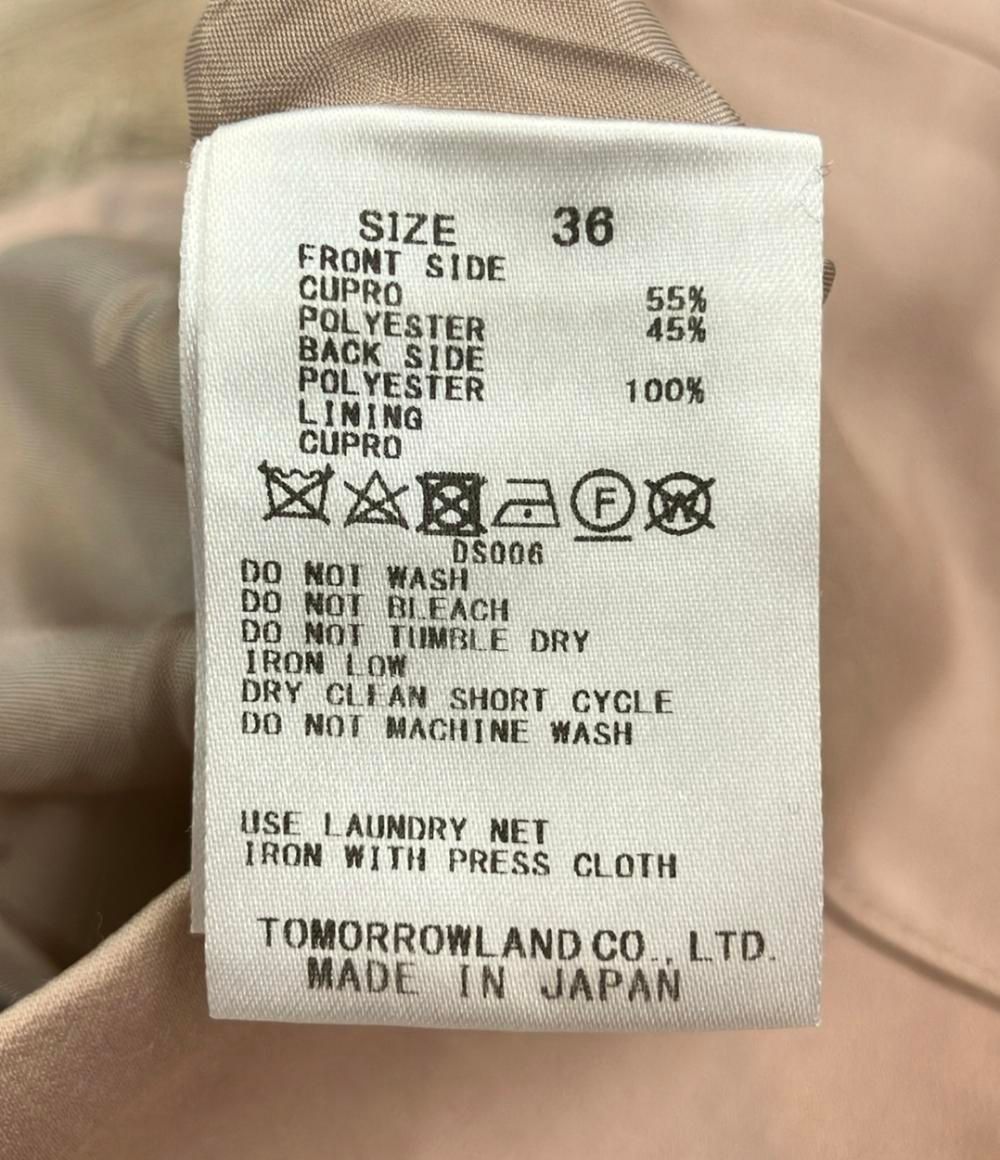 SIZE 36
FRONT SIDE
CUPRO 55%
POLYESTER 45%
BACK SIDE
POLYESTER 100%
LINING
CUPRO
F W
DS006
DO NOT WASH
DO NOT BLEACH
DO NOT TUMBLE DRY
IRON LOW
DRY CLEAN SHORT CYCLE
DO NOT MACHINE WASH
USE LAUNDRY NET
IRON WITH PRESS CLOTH
TOMORROWLAND CO., LTD.
MADE IN JAPAN